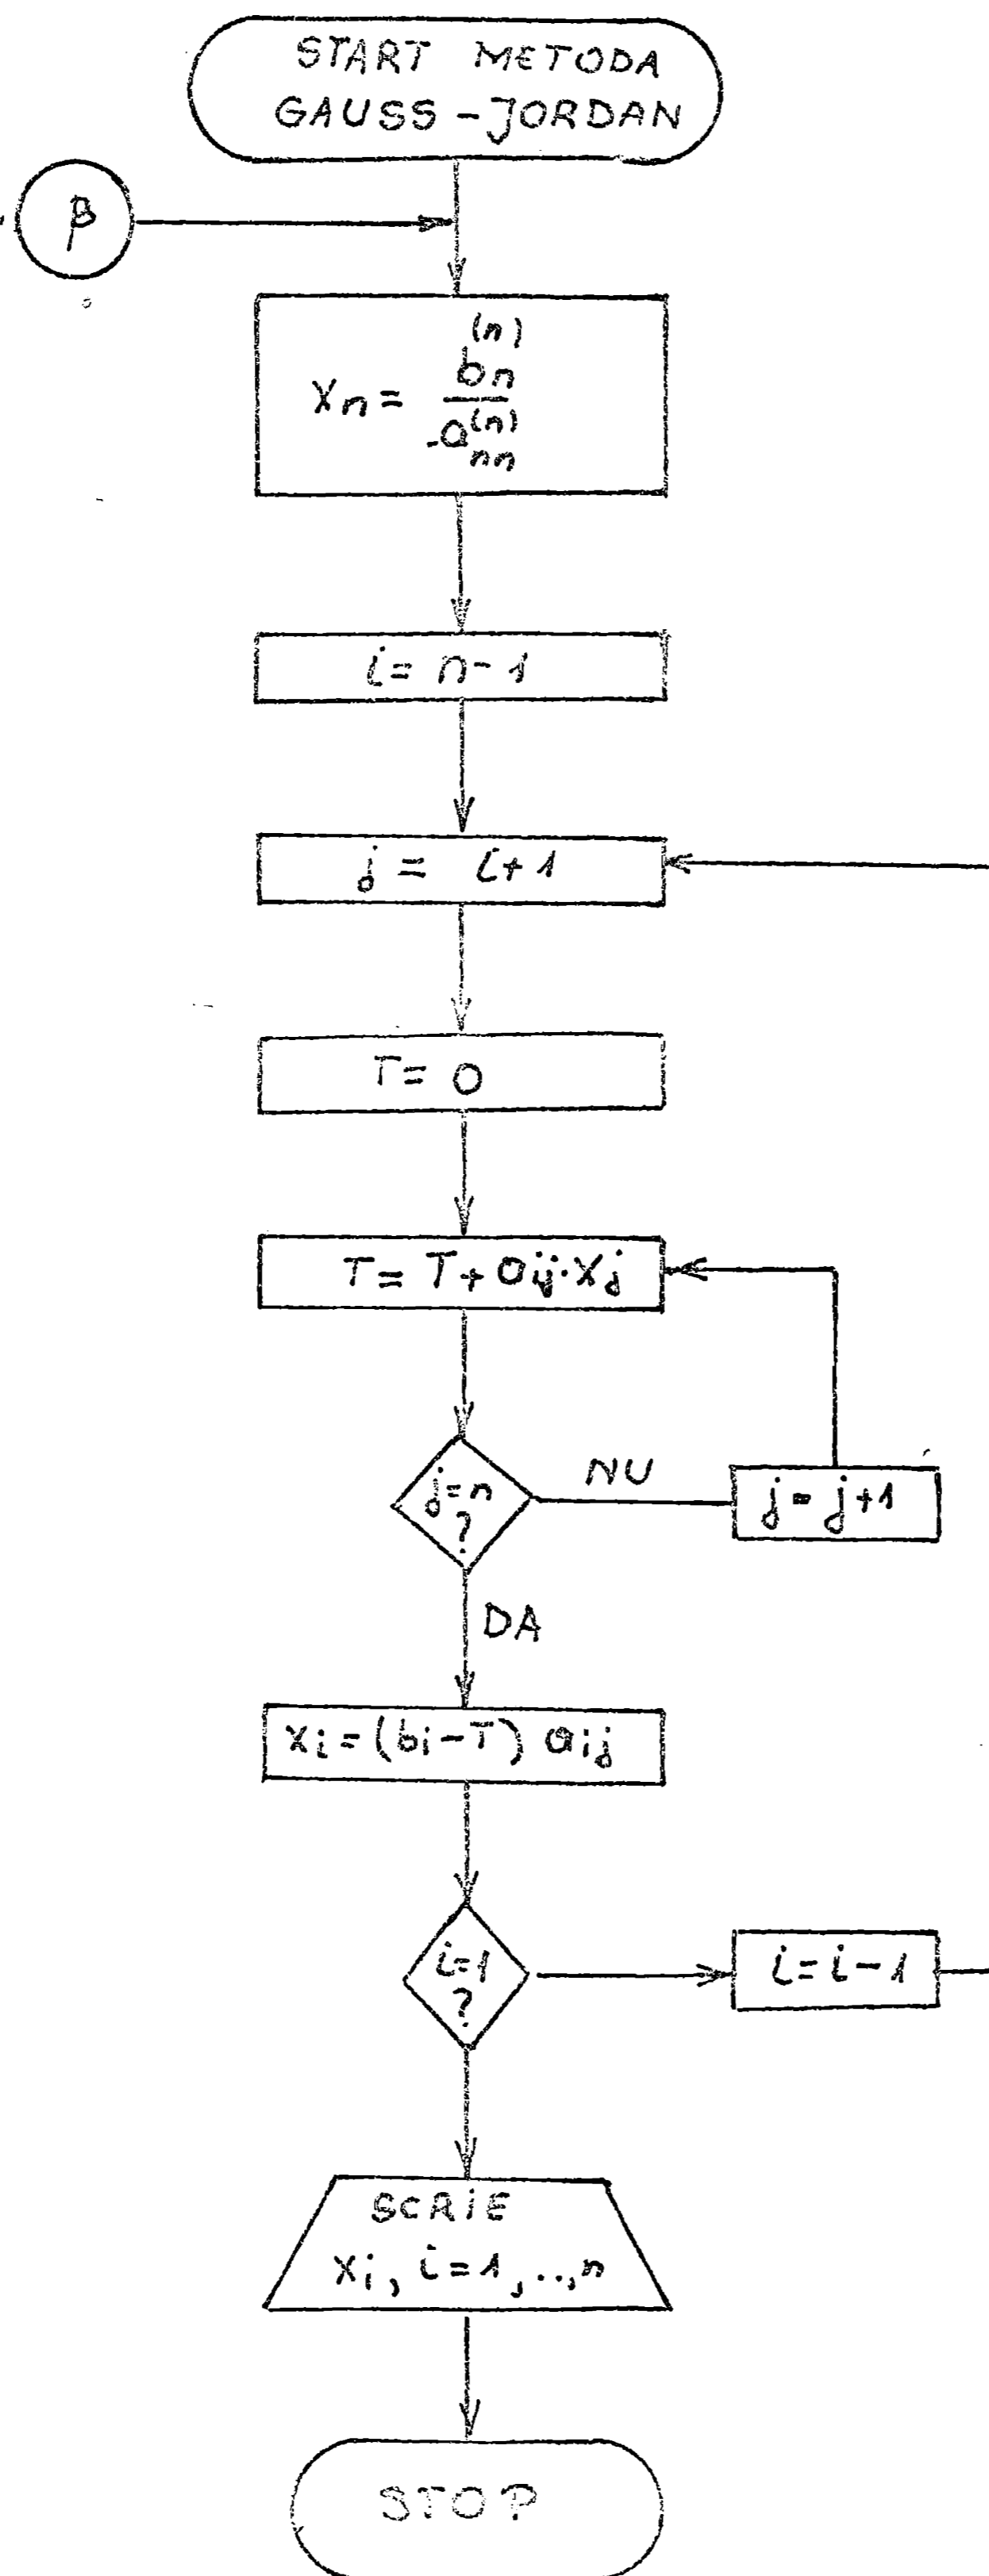 START METODA
GAUSS-JORDAN
β
xn = bn(n) / ann(n)
i = n-1
j = i+1
T = 0
T = T + aij·xj
j=n
?
NU
j = j+1
DA
xi = (bi-T) aij
i=1
?
i = i-1
SCRIE
xi, i=1,..,n
STOP